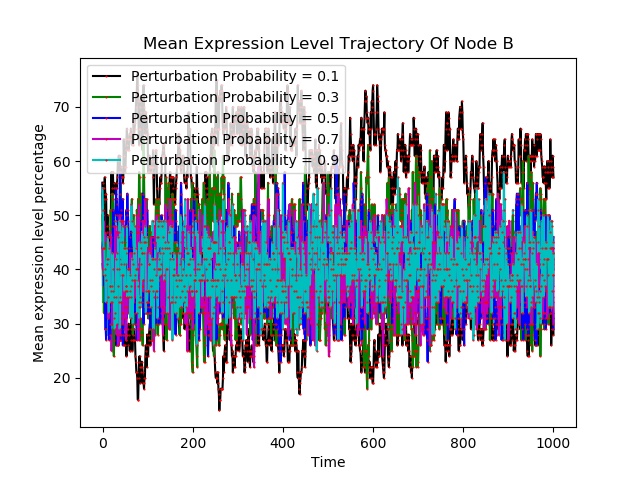 Mean Expression Level Trajectory Of Node B
Perturbation Probability = 0.1
Perturbation Probability = 0.3
Perturbation Probability = 0.5
Perturbation Probability = 0.7
Perturbation Probability = 0.9
Mean expression level percentage
70
60
50
40
30
20
0 200 400 600 800 1000
Time